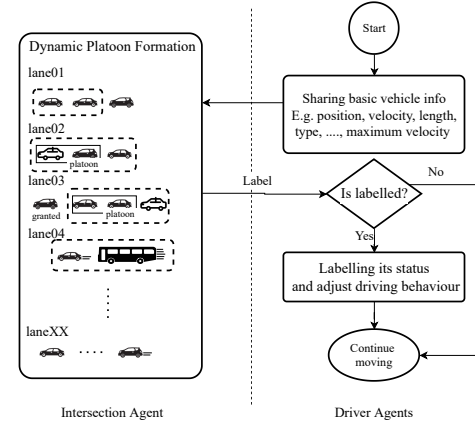 Dynamic Platoon Formation
lane01
lane02
platoon
lane03
granted
platoon
lane04
laneXX
Intersection Agent
Start
Sharing basic vehicle info
E.g. position, velocity, length,
type, ...., maximum velocity
Label
Is labelled?
No
Yes
Labelling its status
and adjust driving behaviour
Continue
moving
Driver Agents